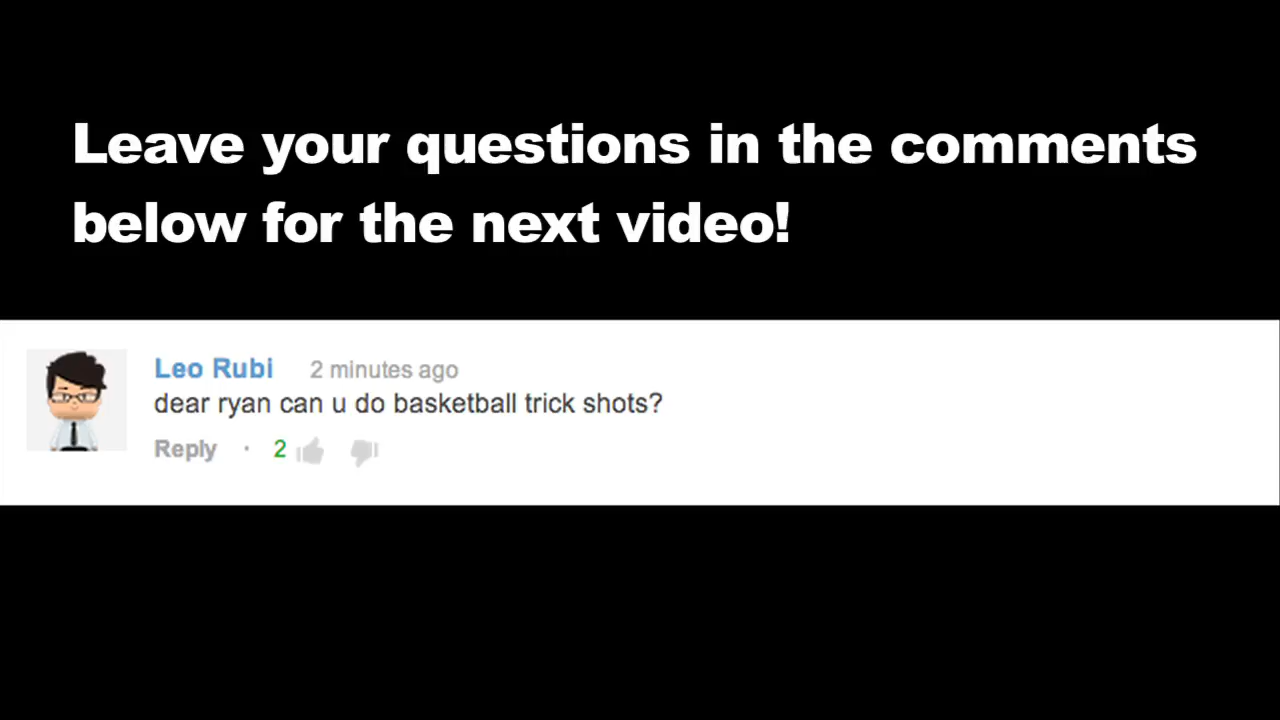 Leave your questions in the comments
below for the next video!
Leo Rubi 2 minutes ago
dear ryan can u do basketball trick shots?
Reply · 2